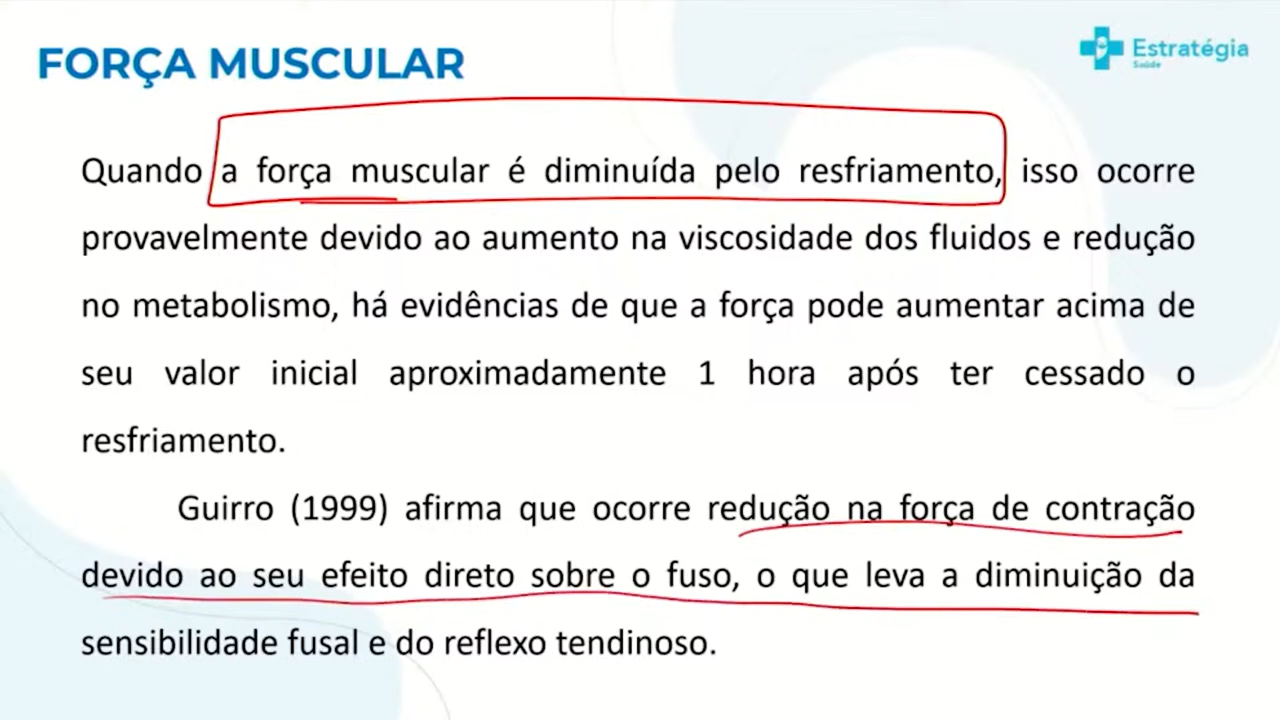 FORÇA MUSCULAR
Estratégia
Saúde
Quando a força muscular é diminuída pelo resfriamento, isso ocorre
provavelmente devido ao aumento na viscosidade dos fluidos e redução
no metabolismo, há evidências de que a força pode aumentar acima de
seu valor inicial aproximadamente 1 hora após ter cessado o
resfriamento.
Guirro (1999) afirma que ocorre redução na força de contração
devido ao seu efeito direto sobre o fuso, o que leva a diminuição da
sensibilidade fusal e do reflexo tendinoso.